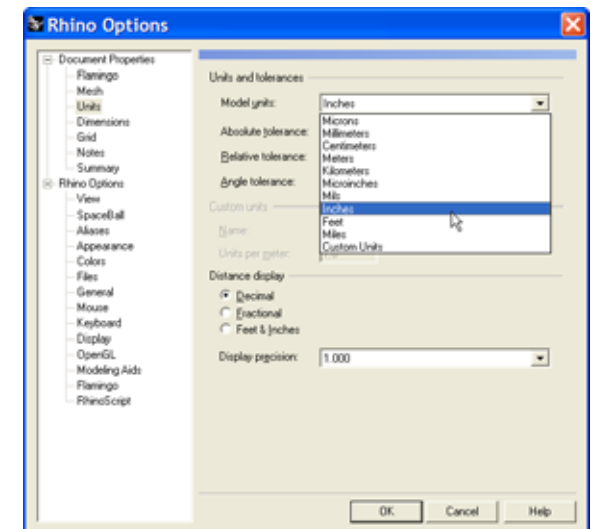 Rhino Options
Document Properties
Flamingo
Mesh
Units
Dimensions
Grid
Notes
Summary
Rhino Options
View
SpaceBall
Aliases
Appearance
Colors
Files
General
Mouse
Keyboard
Display
OpenGL
Modeling Aids
Flamingo
RhinoScript
Units and tolerances
Model units: Inches
Microns
Millimeters
Centimeters
Meters
Kilometers
Microinches
Mils
Inches
Feet
Miles
Custom Units
Absolute tolerance:
Relative tolerance:
Angle tolerance:
Custom units
Name:
Units per meter:
Distance display
Decimal
Fractional
Feet & Inches
Display precision: 1.000
OK Cancel Help